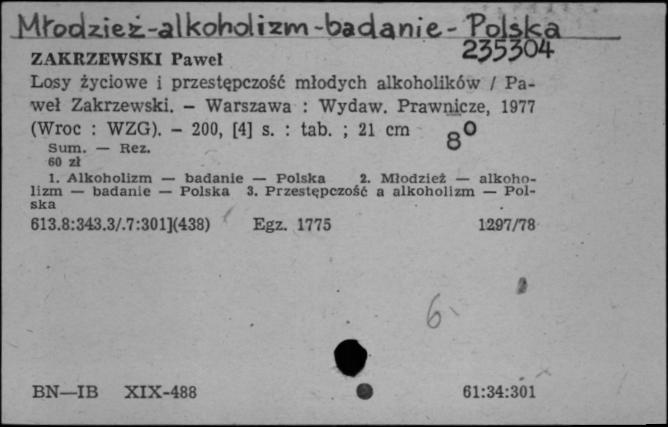 Młodzież-alkoholizm-badanie-Polska
235304
ZAKRZEWSKI Paweł
Losy życiowe i przestępczość młodych alkoholików / Pa-
weł Zakrzewski. – Warszawa : Wydaw. Prawnicze, 1977
(Wroc : WZG). – 200, [4] s. : tab. ; 21 cm 8°
Sum. — Rez.
60 zł
1. Alkoholizm — badanie — Polska 2. Młodzież — alkoho-
lizm — badanie — Polska 3. Przestępczość a alkoholizm — Pol-
ska
613.8:343.3/.7:301](438) Egz. 1775 1297/78
6
BN—IB XIX-488 61:34:301